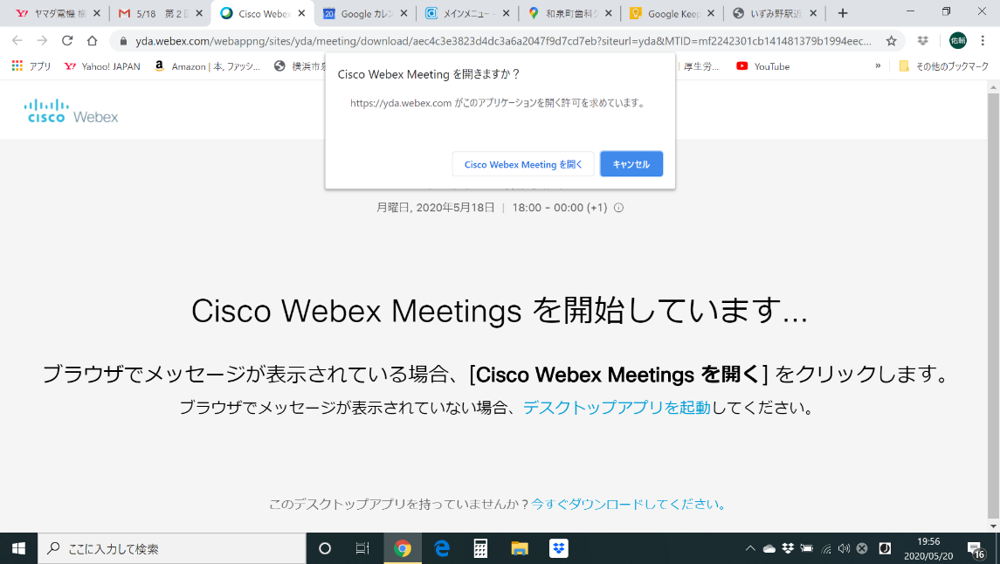 ヤマダ電機 横
5/18 第2回
Cisco Webex
Google カレン
メインメニュー -
和泉町歯科ク
Google Keep
いずみ野駅近
yda.webex.com/webappng/sites/yda/meeting/download/aec4c3e3823d4dc3a6a2047f9d7cd7eb?siteurl=yda&MTID=mf2242301cb141481379b1994eec...
佑輔
アプリ
Yahoo! JAPAN
Amazon | 本, ファッシ...
横浜市泉
厚生労...
YouTube
»
その他のブックマーク
Cisco Webex Meeting を開きますか？
https://yda.webex.com がこのアプリケーションを開く許可を求めています。
Cisco Webex Meeting を開く
キャンセル
cisco Webex
月曜日, 2020年5月18日 | 18:00 - 00:00 (+1)
Cisco Webex Meetings を開始しています...
ブラウザでメッセージが表示されている場合、[Cisco Webex Meetings を開く] をクリックします。
ブラウザでメッセージが表示されていない場合、デスクトップアプリを起動してください。
このデスクトップアプリを持っていませんか？今すぐダウンロードしてください。
ここに入力して検索
19:56
2020/05/20
16